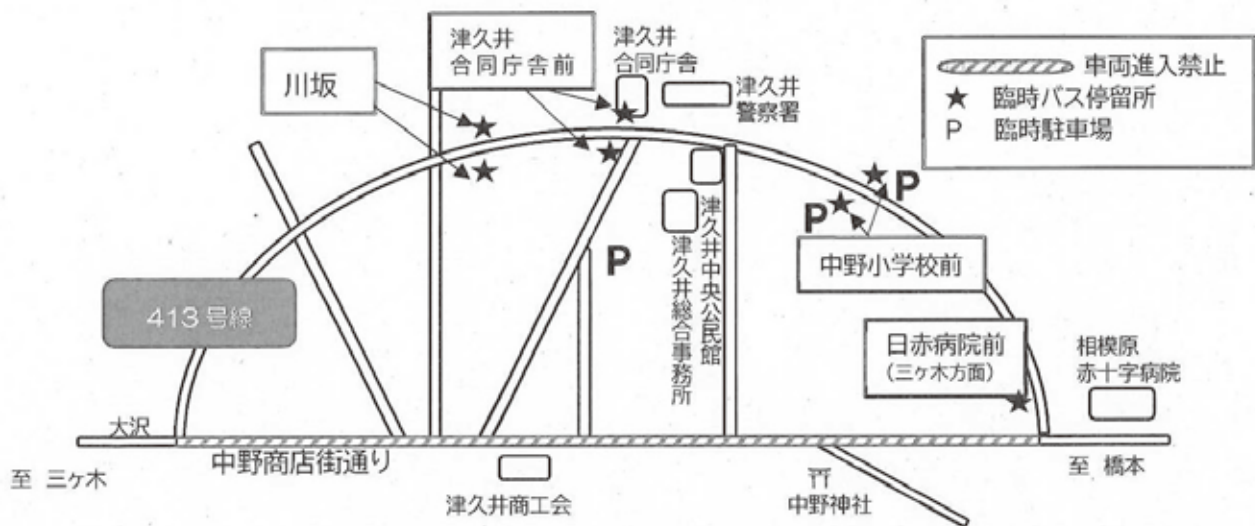 川坂
津久井
合同庁舎前
津久井
合同庁舎
津久井
警察署
車両進入禁止
★ 臨時バス停留所
P 臨時駐車場
P
P
中野小学校前
P
津久井中央公民館
津久井総合事務所
413号線
日赤病院前
(三ケ木方面)
相模原
赤十字病院
大沢
中野商店街通り
至 三ケ木
至 橋本
津久井商工会
中野神社